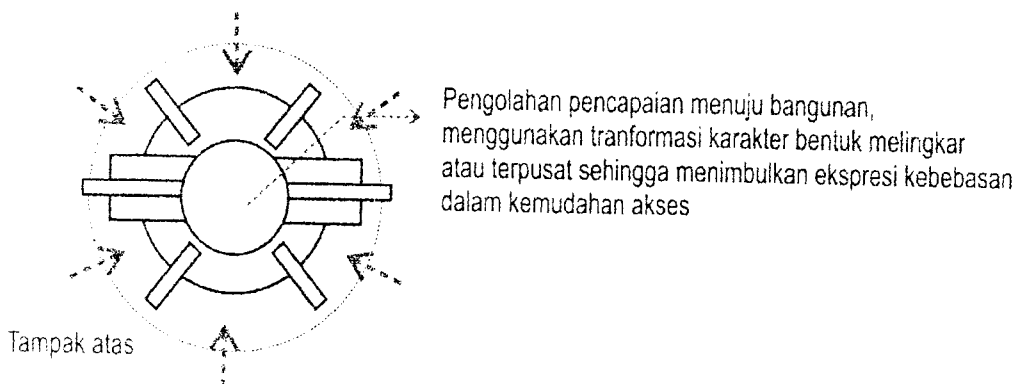 Pengolahan pencapaian menuju bangunan,
menggunakan tranformasi karakter bentuk melingkar
atau terpusat sehingga menimbulkan ekspresi kebebasan
dalam kemudahan akses
Tampak atas